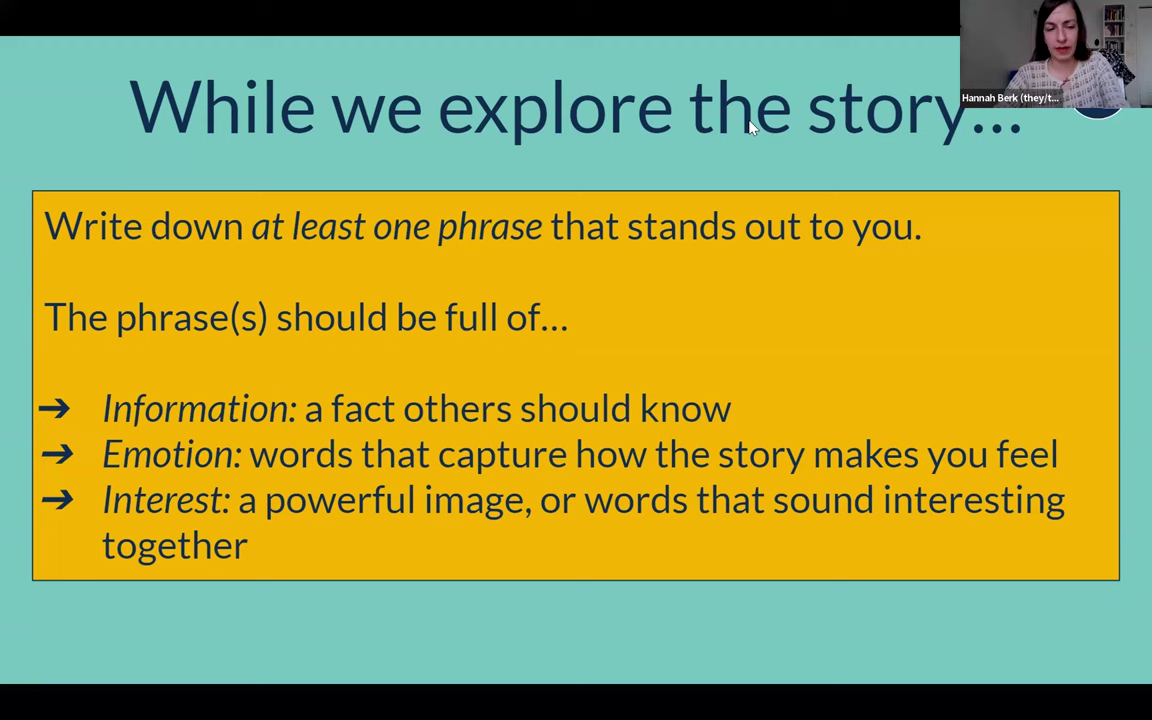 While we explore the story...
Hannah Berk (they/t...
Write down at least one phrase that stands out to you.
The phrase(s) should be full of...
➔ Information: a fact others should know
➔ Emotion: words that capture how the story makes you feel
➔ Interest: a powerful image, or words that sound interesting
together